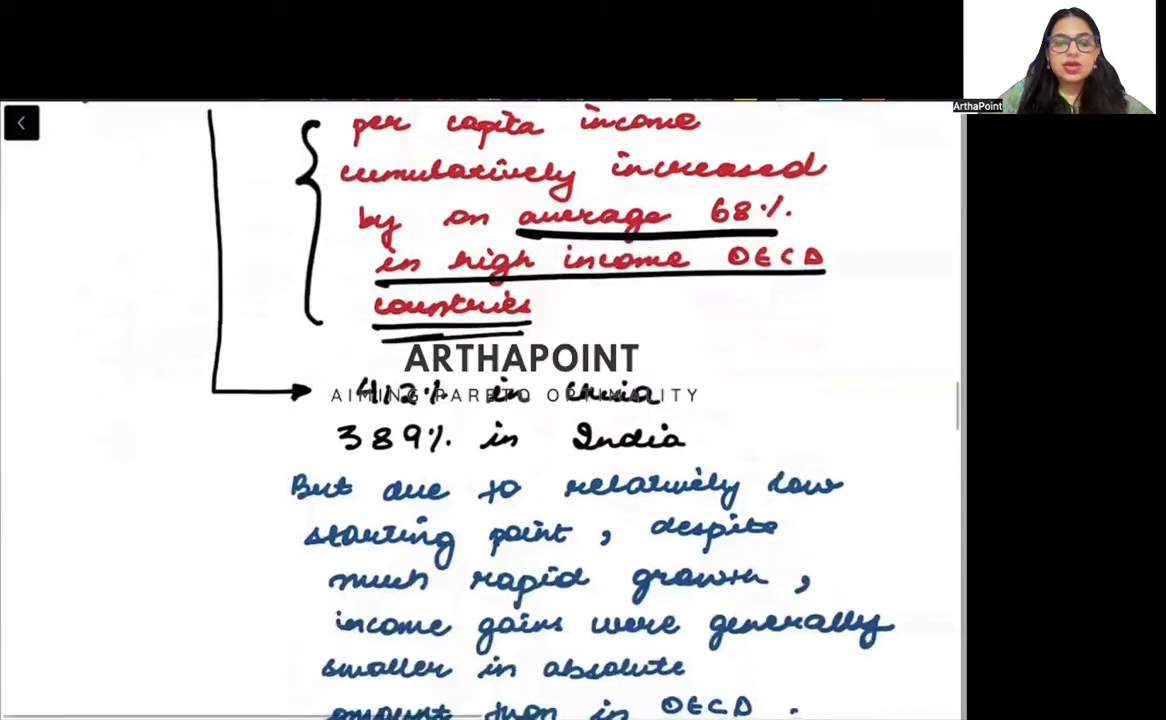 ArthaPoint
per capita income
cumulatively increased
by an average 68%.
in high income OECD
countries
ARTHAPOINT
AIMING PARETO OPTIMALITY
412% in
389% in India
But due to relatively low
starting point, despite
much rapid growth,
income gains were generally
smaller in absolute
amount than in OECD.